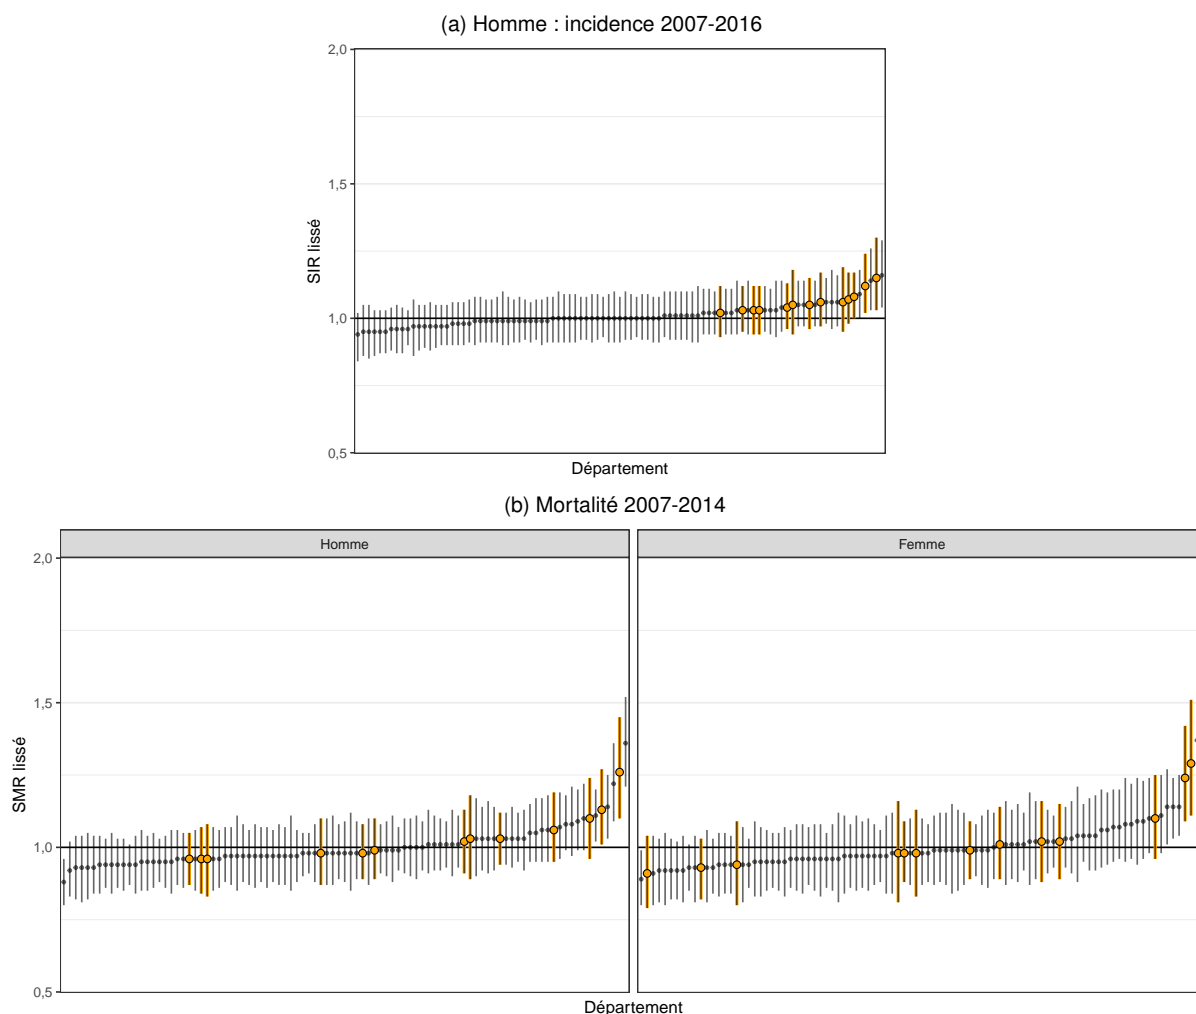 (a) Homme : incidence 2007-2016
2,0
1,5
1,0
0,5
SIR lissé
Département
(b) Mortalité 2007-2014
Homme
Femme
2,0
1,5
1,0
0,5
SMR lissé
Département